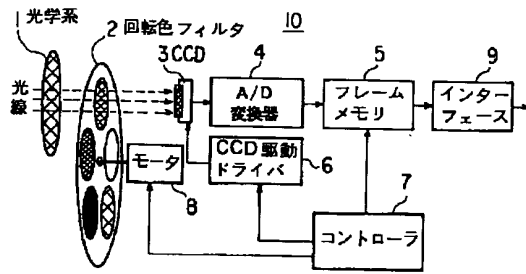 1 光学系
2 回転色フィルタ
10
3 CCD
4
5
9
光線
A/D
変換器
フレーム
メモリ
インター
フェース
モータ
8
CCD駆動
ドライバ
6
7
コントローラ